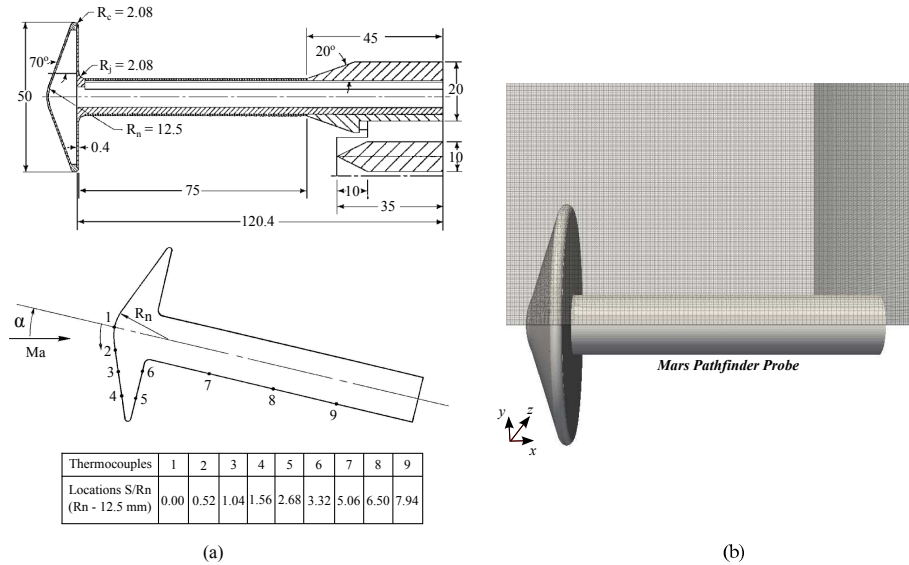 R_c = 2.08
45
20°
70°
R_j = 2.08
50
20
R_n = 12.5
0.4
10
75
10
35
120.4
α
Ma
1
Rn
2
3
4
5
6
7
8
9
Thermocouples 1 2 3 4 5 6 7 8 9
Locations S/Rn
(Rn - 12.5 mm) 0.00 0.52 1.04 1.56 2.68 3.32 5.06 6.50 7.94
(a)
Mars Pathfinder Probe
y
z
x
(b)